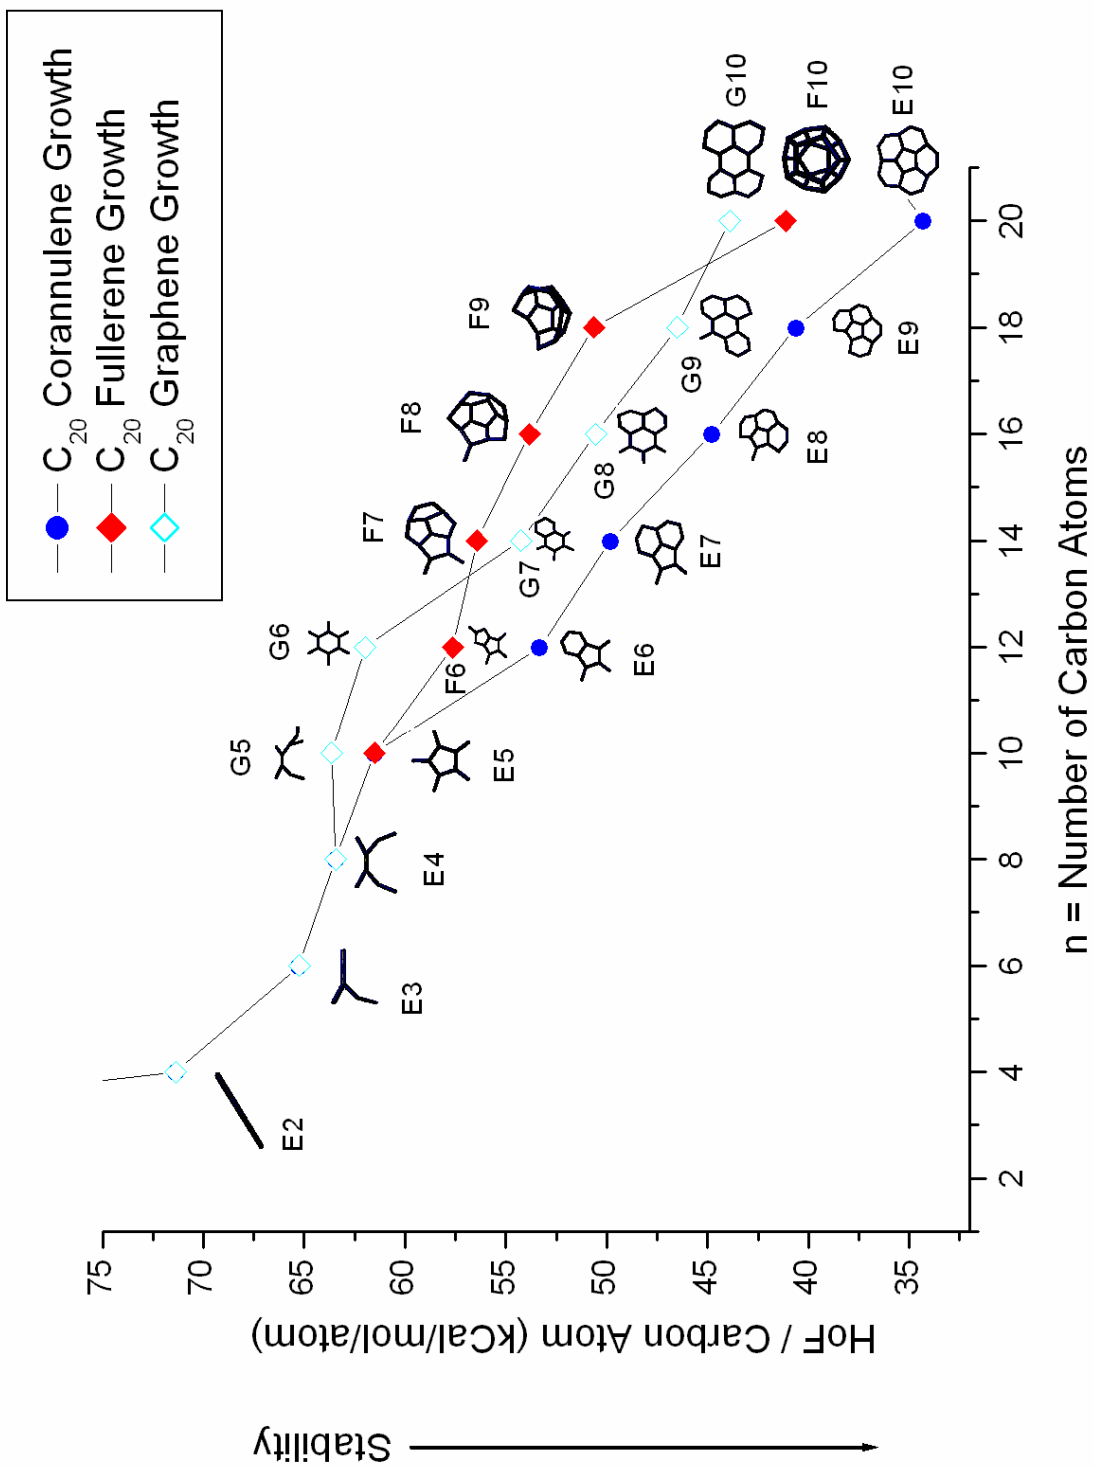 C20 Corannulene Growth
C20 Fullerene Growth
C20 Graphene Growth
G10
F10
E10
F9
G9
E9
F8
G8
E8
F7
G7
E7
G6
F6
E6
G5
E5
E4
E3
E2
75
70
65
60
55
50
45
40
35
HoF / Carbon Atom (kCal/mol/atom)
Stability
2
4
6
8
10
12
14
16
18
20
n = Number of Carbon Atoms